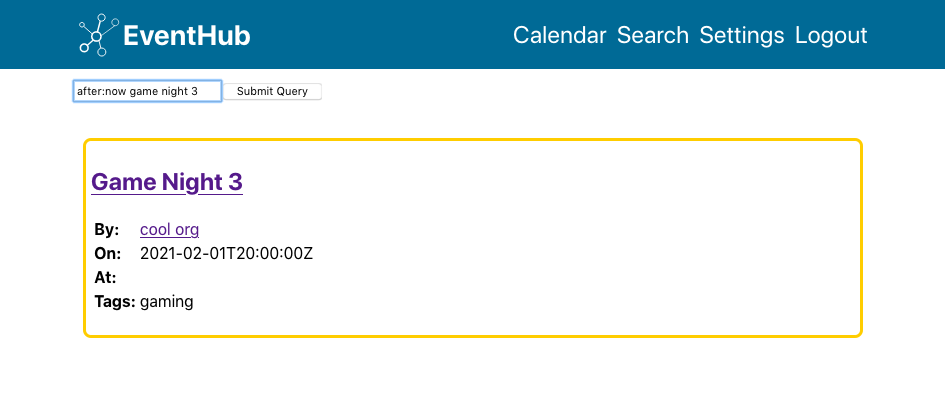 EventHub
Calendar Search Settings Logout
after:now game night 3 Submit Query
Game Night 3
By: cool org
On: 2021-02-01T20:00:00Z
At:
Tags: gaming